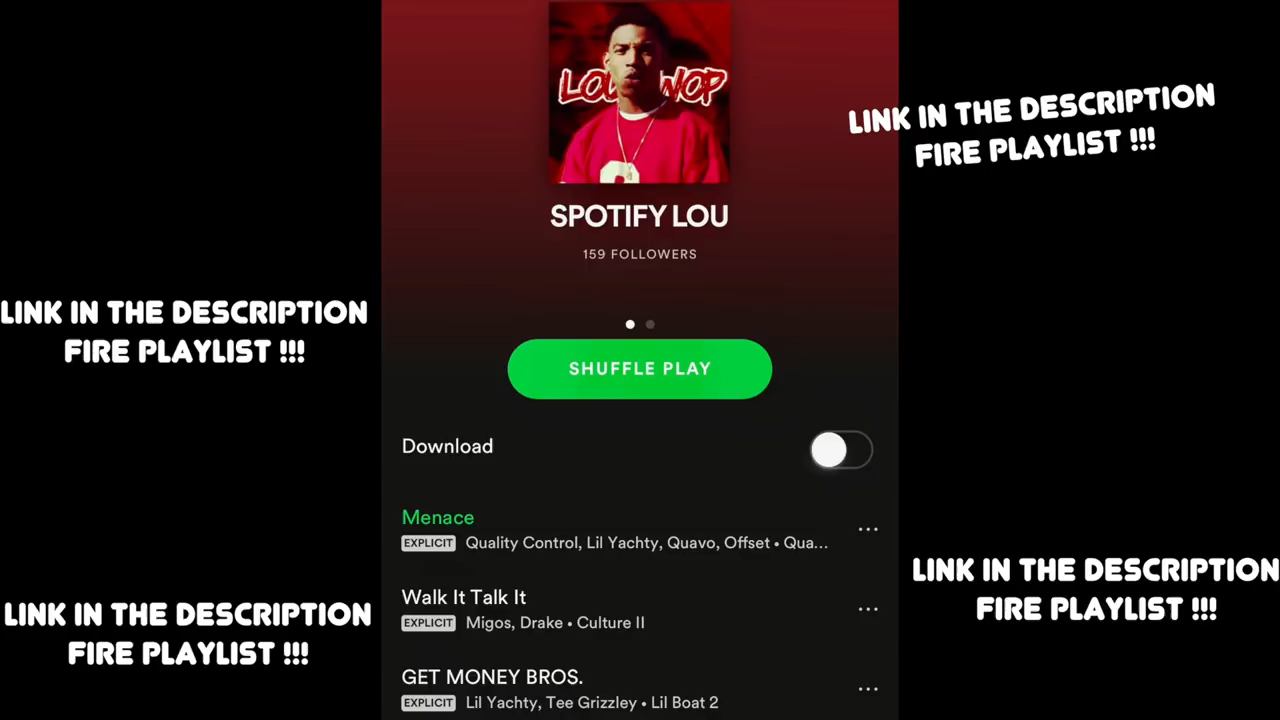 LOU WOP
LINK IN THE DESCRIPTION
FIRE PLAYLIST !!!
SPOTIFY LOU
159 FOLLOWERS
LINK IN THE DESCRIPTION
FIRE PLAYLIST !!!
SHUFFLE PLAY
Download
Menace
EXPLICIT Quality Control, Lil Yachty, Quavo, Offset • Qua...
LINK IN THE DESCRIPTION
FIRE PLAYLIST !!!
Walk It Talk It
EXPLICIT Migos, Drake • Culture II
LINK IN THE DESCRIPTION
FIRE PLAYLIST !!!
GET MONEY BROS.
EXPLICIT Lil Yachty, Tee Grizzley • Lil Boat 2